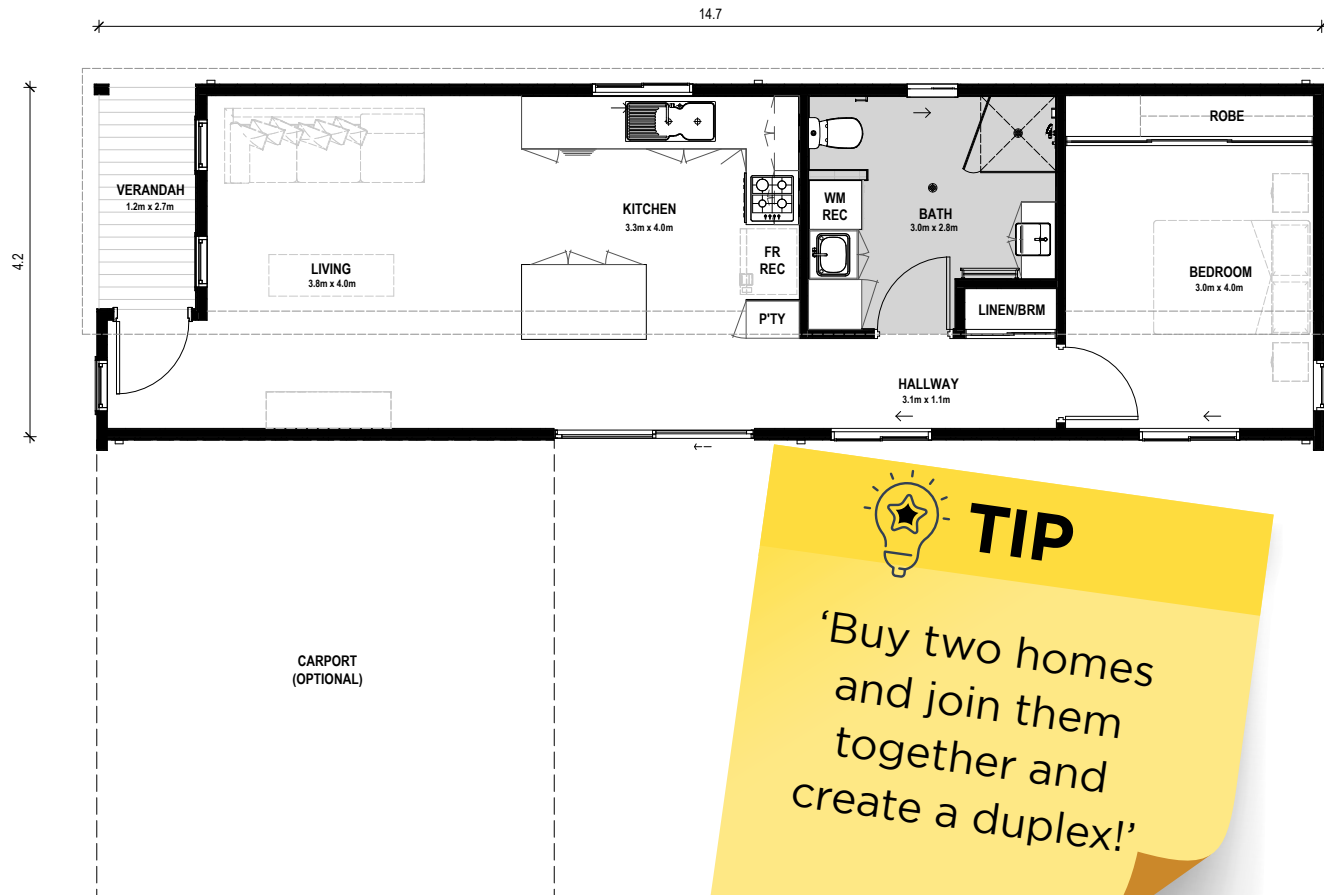 14.7
4.2
VERANDAH
1.2m x 2.7m
LIVING
3.8m x 4.0m
KITCHEN
3.3m x 4.0m
FR
REC
P'TY
WM
REC
BATH
3.0m x 2.8m
LINEN/BRM
ROBE
BEDROOM
3.0m x 4.0m
HALLWAY
3.1m x 1.1m
CARPORT
(OPTIONAL)
TIP
‘Buy two homes
and join them
together and
create a duplex!’